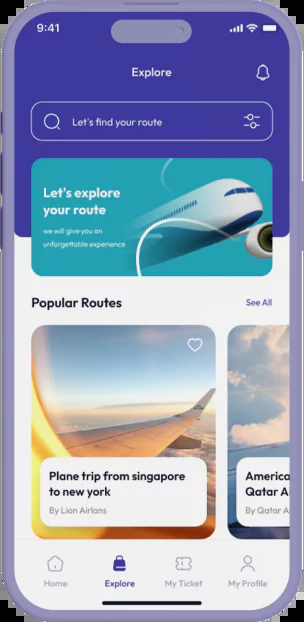 9:41
Explore
Let's find your route
Let's explore
your route
we will give you an
unforgettable experience
Popular Routes
See All
Plane trip from singapore
to new york
By Lion Airlans
America
Qatar A
By Qatar A
Home
Explore
My Ticket
My Profile